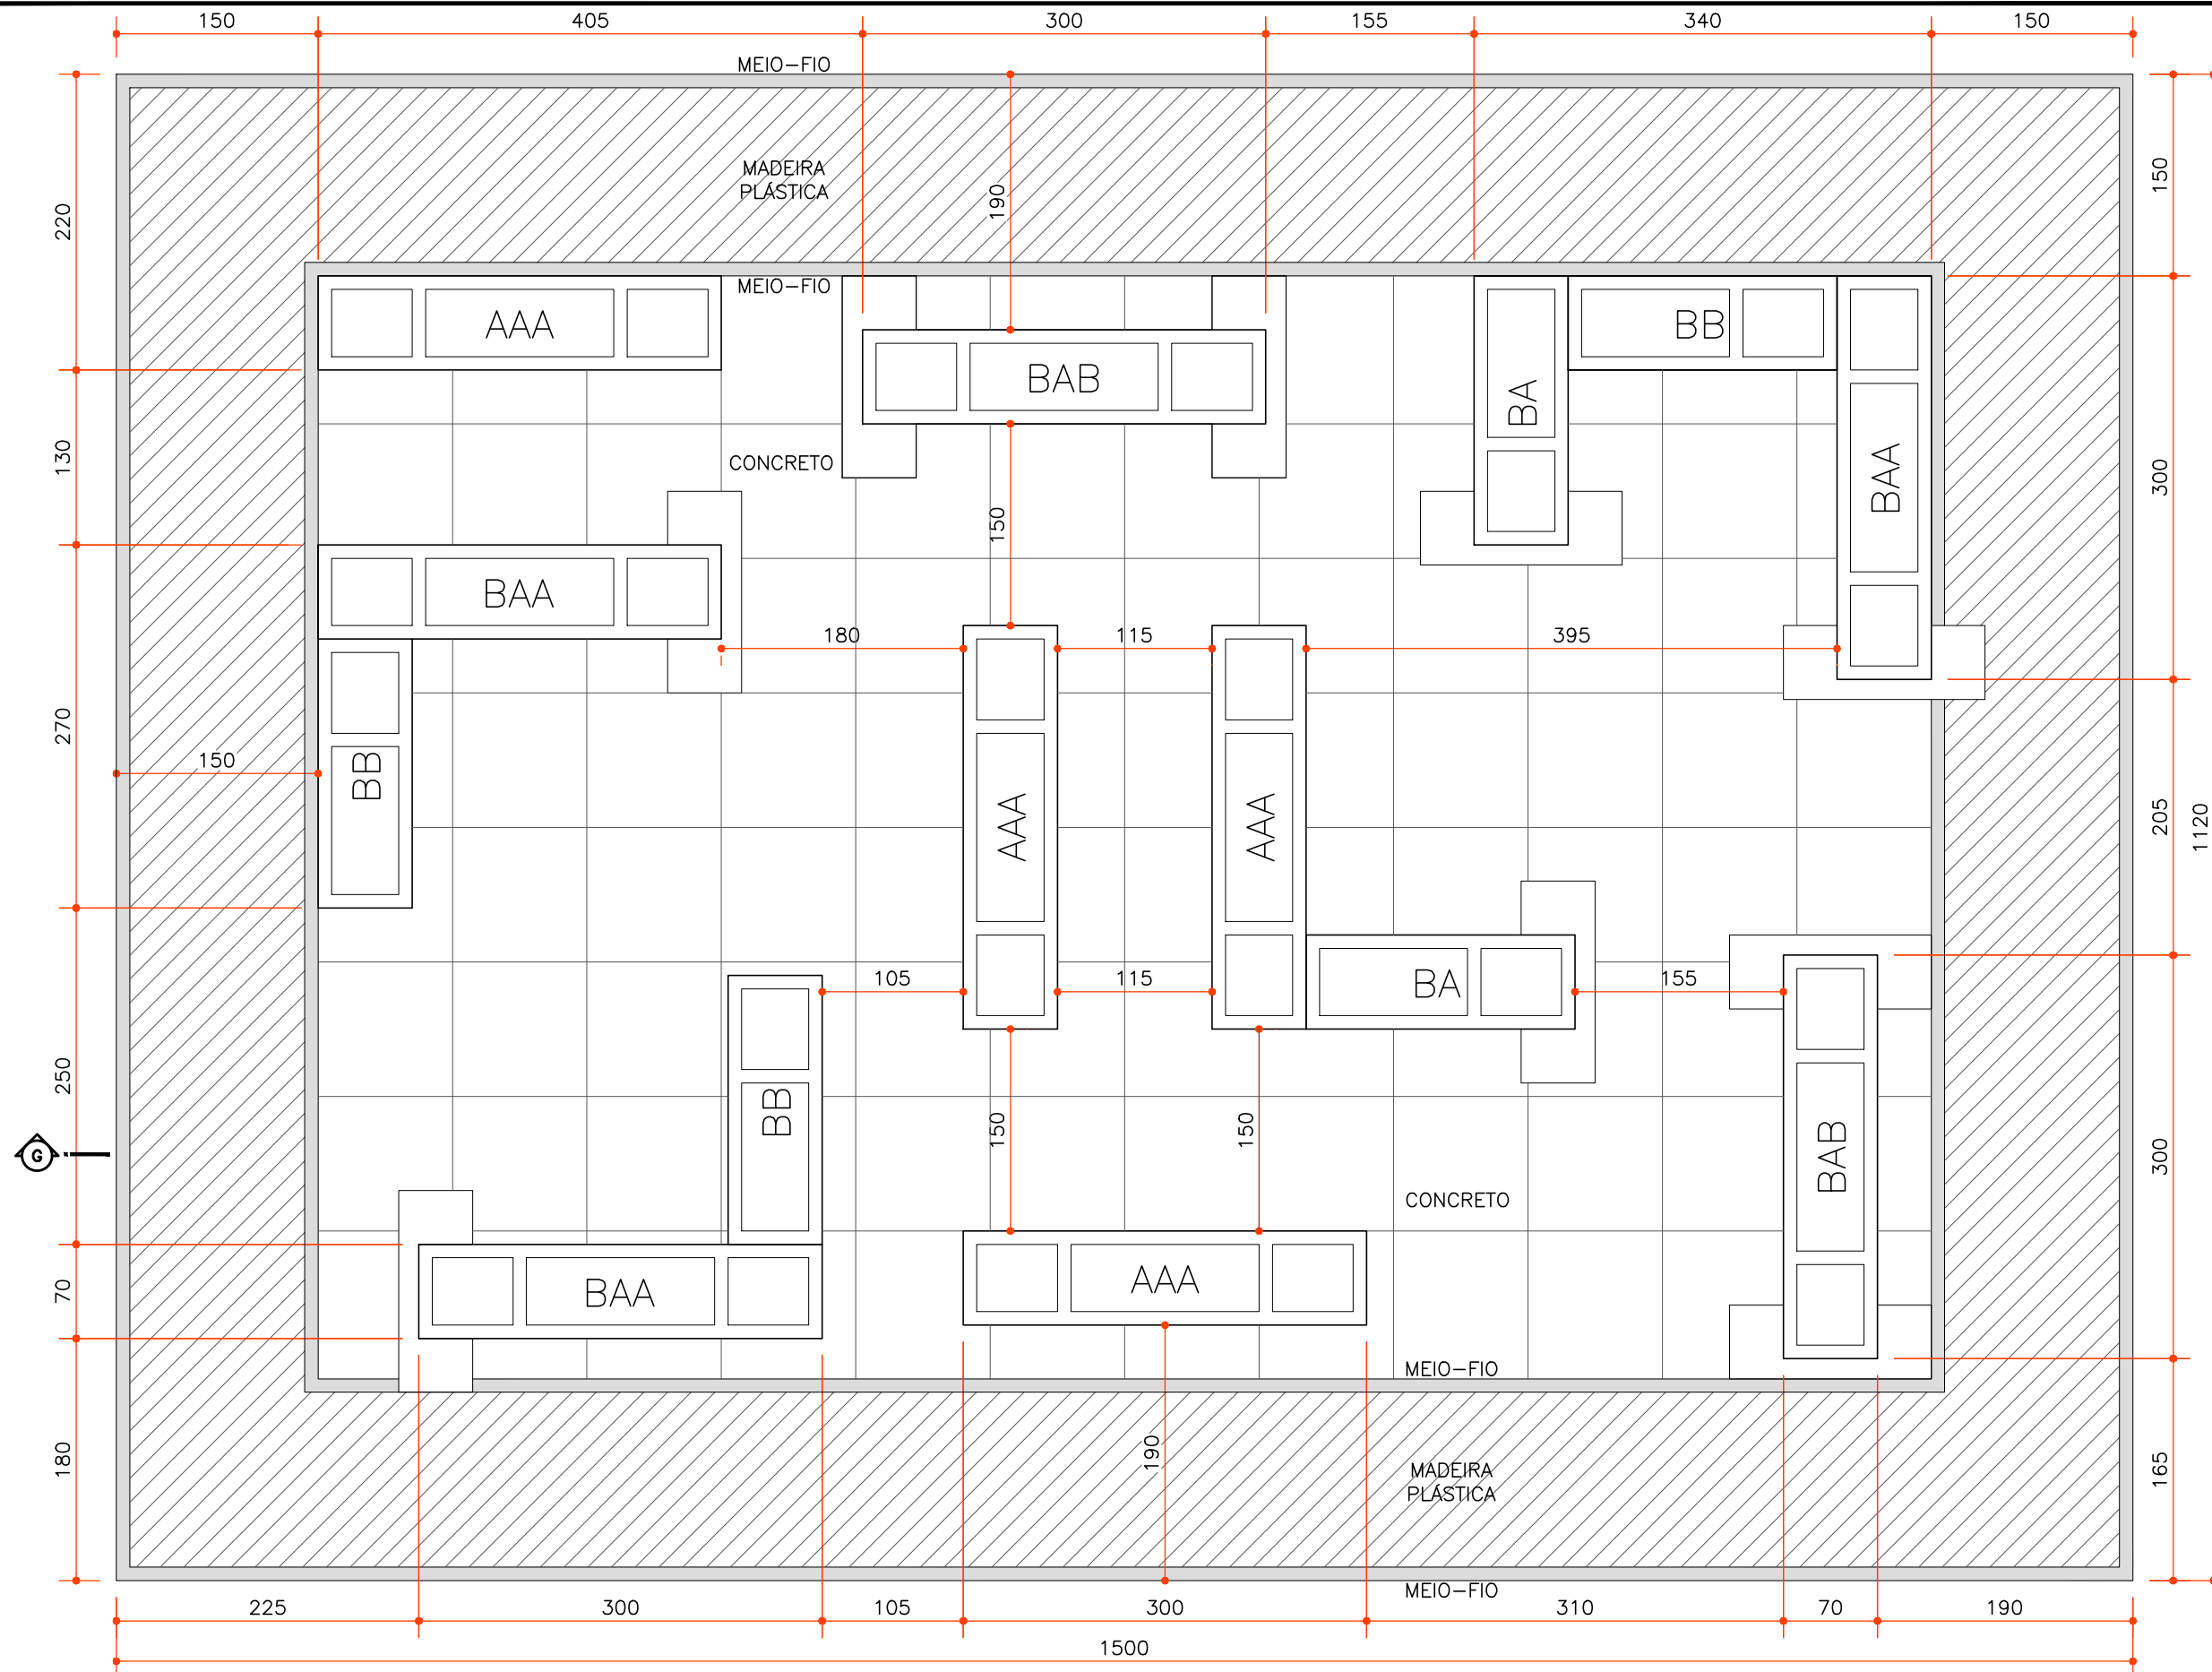 150 405 300 155 340 150
MEIO-FIO
MADEIRA
PLÁSTICA
190
150
220
MEIO-FIO
AAA
BAB
BA
BB
BAA
CONCRETO
130
150
300
BAA
180 115 395
BB
270
150
AAA
AAA
205
1120
BA
105 115 155
BB
250
150
150
BAB
300
G
CONCRETO
BAA
AAA
70
MEIO-FIO
190
MADEIRA
PLÁSTICA
180
165
MEIO-FIO
225 300 105 300 310 70 190
1500